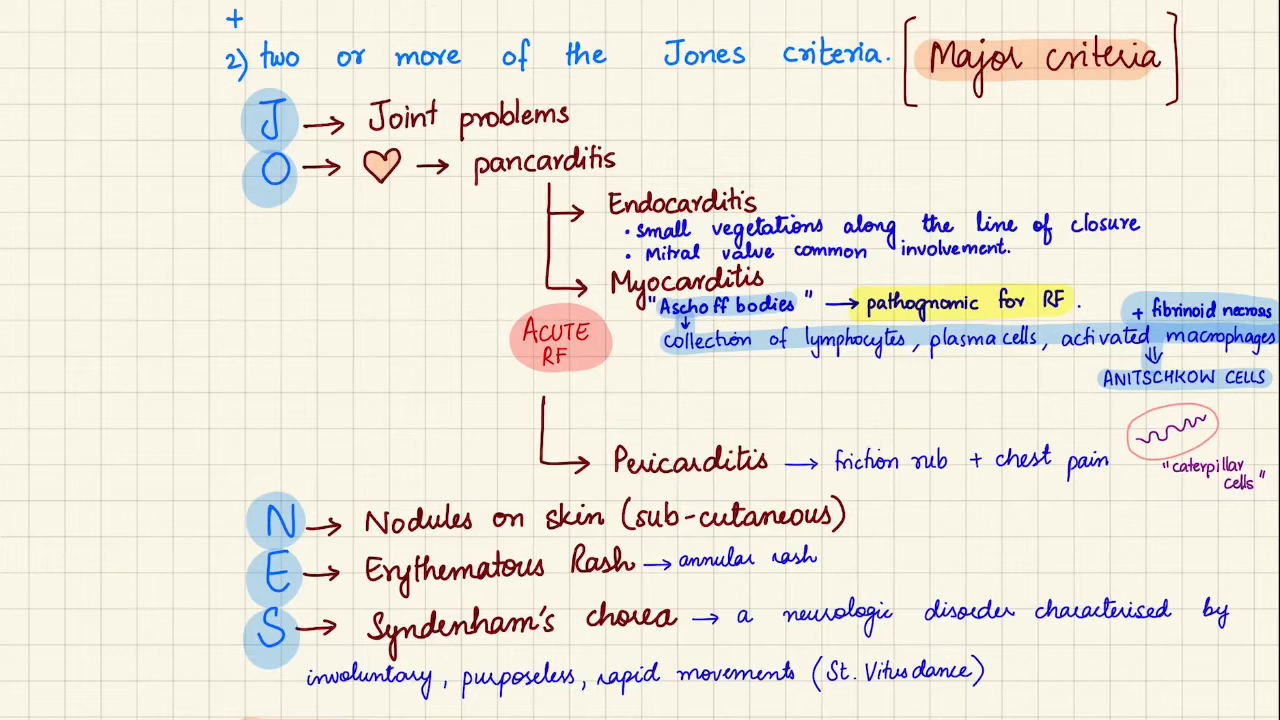 +
2) two or more of the Jones criteria. [Major criteria]
J → Joint problems
O → ♡ → pancarditis
→ Endocarditis
• small vegetations along the line of closure
• Mitral valve common involvement.
→ Myocarditis
"Aschoff bodies" → pathognomic for RF.
+ fibrinoid necrosis
ACUTE
RF
↓
collection of lymphocytes, plasma cells, activated macrophages
⇓
ANITSCHKOW CELLS
→ Pericarditis → friction rub + chest pain
"caterpillar
cells"
N → Nodules on skin (sub-cutaneous)
E → Erythematous Rash → annular rash
S → Syndenham's chorea → a neurologic disorder characterised by
involuntary, purposeless, rapid movements (St. Vitus dance)